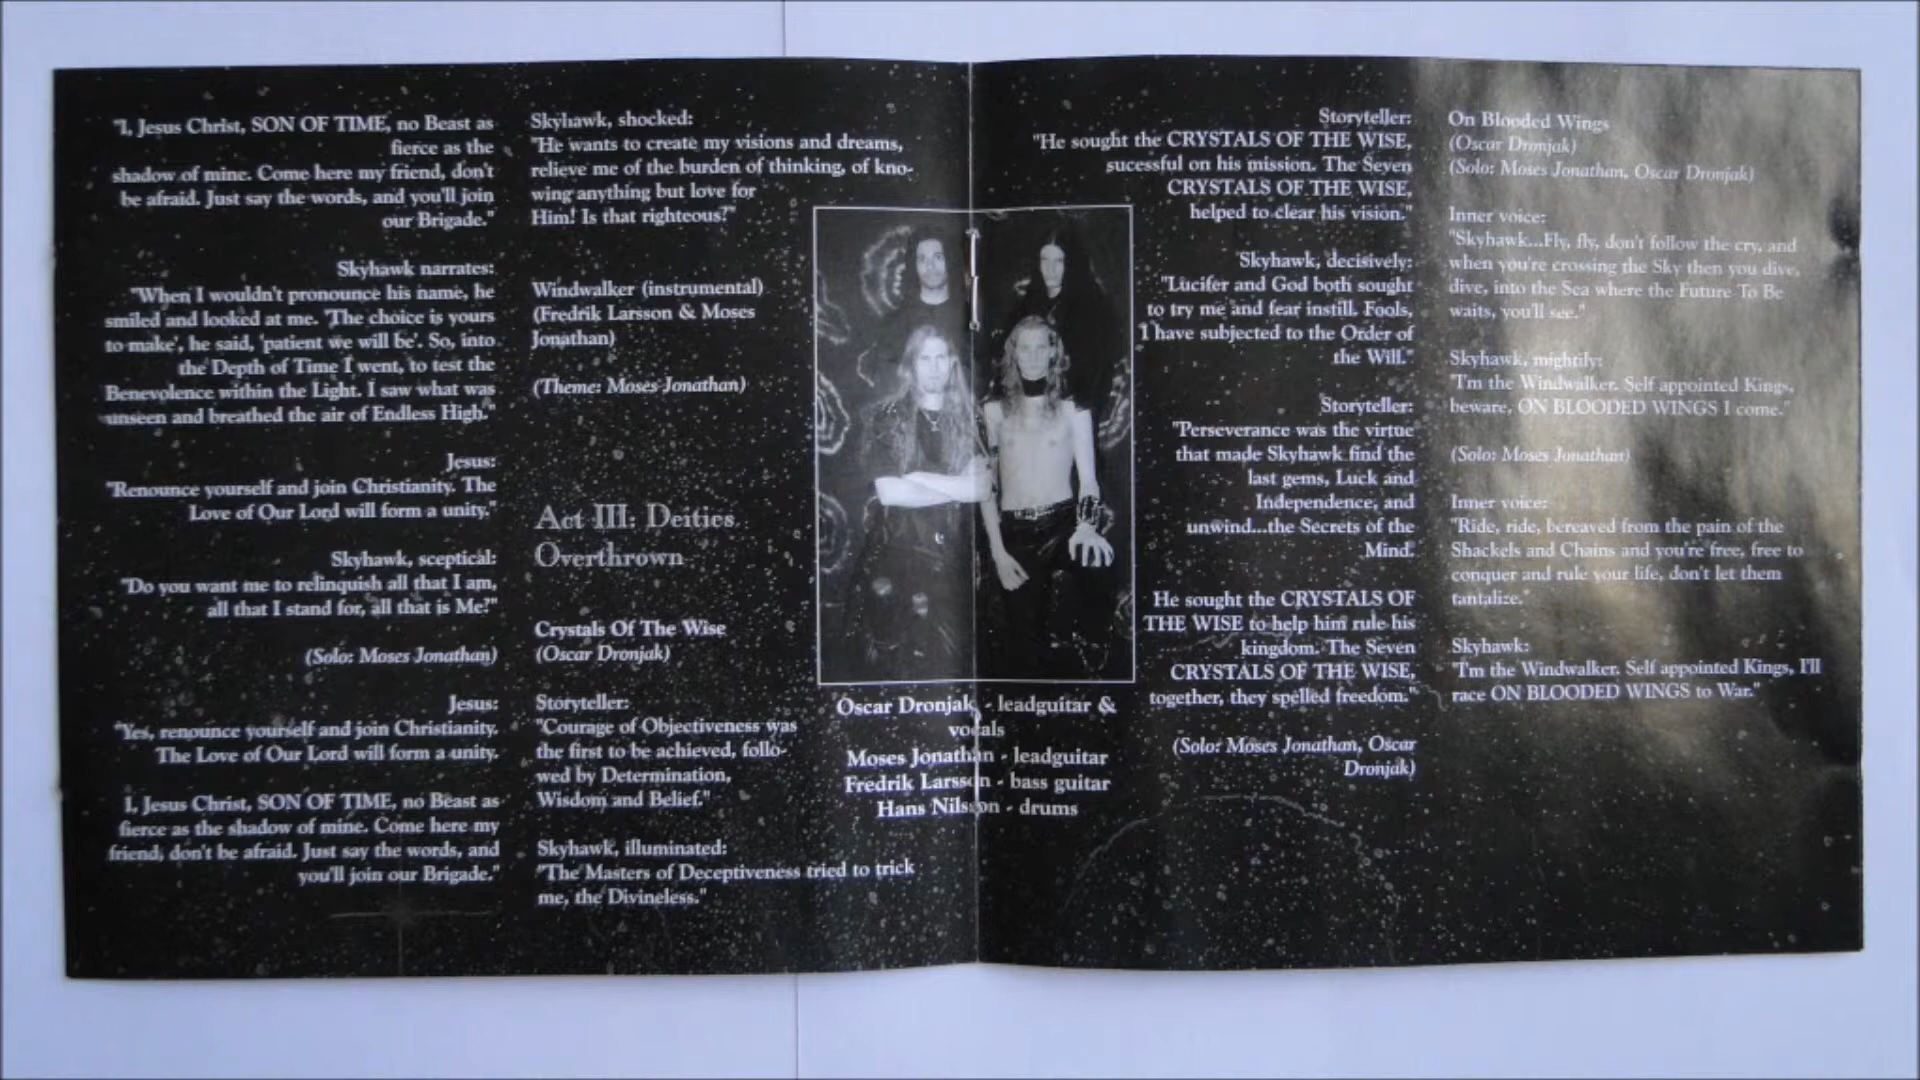 "I, Jesus Christ, SON OF TIME, no Beast as
fierce as the
shadow of mine. Come here my friend, don't
be afraid. Just say the words, and you'll join
our Brigade."
Skyhawk narrates:
"When I wouldn't pronounce his name, he
smiled and looked at me. 'The choice is yours
to make', he said, 'patient we will be'. So, into
the Depth of Time I went, to test the
Benevolence within the Light. I saw what was
unseen and breathed the air of Endless High."
Jesus:
"Renounce yourself and join Christianity. The
Love of Our Lord will form a unity."
Skyhawk, sceptical:
"Do you want me to relinquish all that I am,
all that I stand for, all that is Me?"
(Solo: Moses Jonathan)
Jesus:
"Yes, renounce yourself and join Christianity.
The Love of Our Lord will form a unity.
I, Jesus Christ, SON OF TIME, no Beast as
fierce as the shadow of mine. Come here my
friend, don't be afraid. Just say the words, and
you'll join our Brigade."
Skyhawk, shocked:
"He wants to create my visions and dreams,
relieve me of the burden of thinking, of kno-
wing anything but love for
Him! Is that righteous?"
Windwalker (instrumental)
(Fredrik Larsson & Moses
Jonathan)
(Theme: Moses Jonathan)
Act III: Deities
Overthrown
Crystals Of The Wise
(Oscar Dronjak)
Storyteller:
"Courage of Objectiveness was
the first to be achieved, follo-
wed by Determination,
Wisdom and Belief."
Skyhawk, illuminated:
"The Masters of Deceptiveness tried to trick
me, the Divineless."
Oscar Dronjak - leadguitar &
vocals
Moses Jonathan - leadguitar
Fredrik Larsson - bass guitar
Hans Nilsson - drums
Storyteller:
"He sought the CRYSTALS OF THE WISE,
sucessful on his mission. The Seven
CRYSTALS OF THE WISE,
helped to clear his vision."
Skyhawk, decisively:
"Lucifer and God both sought
to try me and fear instill. Fools,
I have subjected to the Order of
the Will."
Storyteller:
"Perseverance was the virtue
that made Skyhawk find the
last gems, Luck and
Independence, and
unwind...the Secrets of the
Mind.
He sought the CRYSTALS OF
THE WISE to help him rule his
kingdom. The Seven
CRYSTALS OF THE WISE,
together, they spelled freedom."
(Solo: Moses Jonathan, Oscar
Dronjak)
On Blooded Wings
(Oscar Dronjak)
(Solo: Moses Jonathan, Oscar Dronjak)
Inner voice:
"Skyhawk...Fly, fly, don't follow the cry, and
when you're crossing the Sky then you dive,
dive, into the Sea where the Future To Be
waits, you'll see."
Skyhawk, mightily:
"I'm the Windwalker. Self appointed Kings,
beware, ON BLOODED WINGS I come."
(Solo: Moses Jonathan)
Inner voice:
"Ride, ride, bereaved from the pain of the
Shackels and Chains and you're free, free to
conquer and rule your life, don't let them
tantalize."
Skyhawk:
"I'm the Windwalker. Self appointed Kings, I'll
race ON BLOODED WINGS to War."